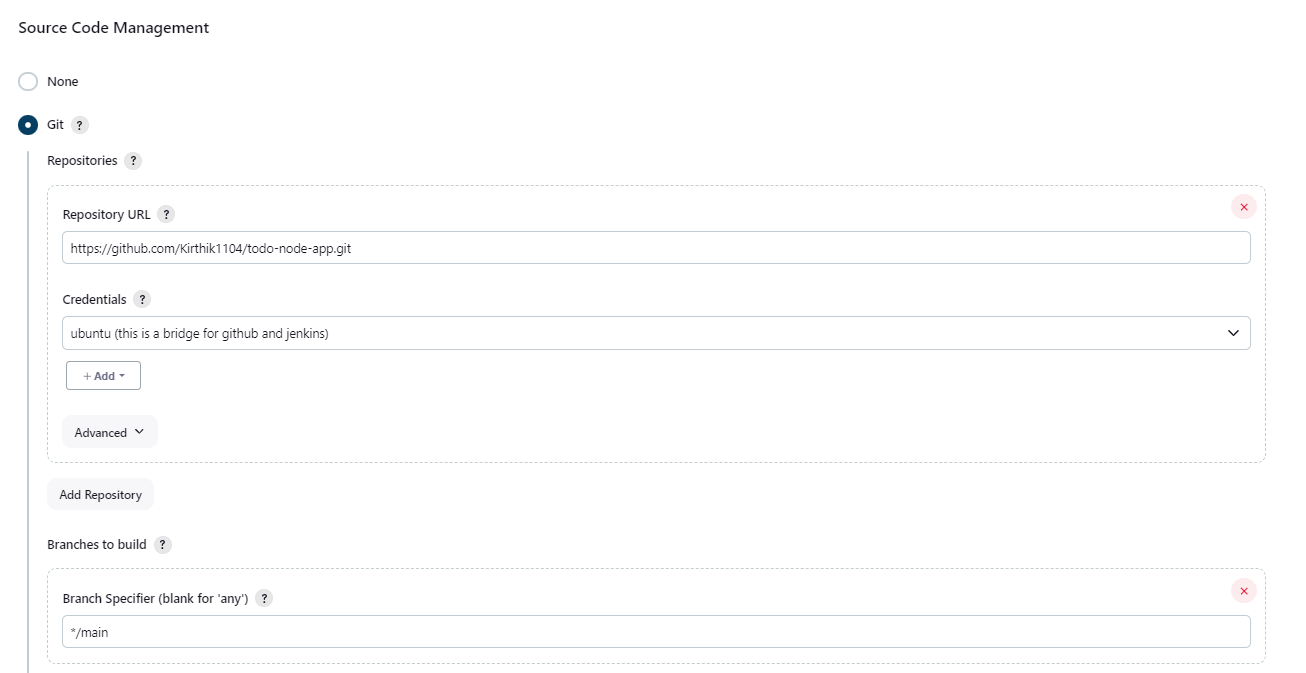 Source Code Management
None
Git ?
Repositories ?
Repository URL ?
https://github.com/Kirthik1104/todo-node-app.git
Credentials ?
ubuntu (this is a bridge for github and jenkins)
+ Add
Advanced
Add Repository
Branches to build ?
Branch Specifier (blank for 'any') ?
*/main